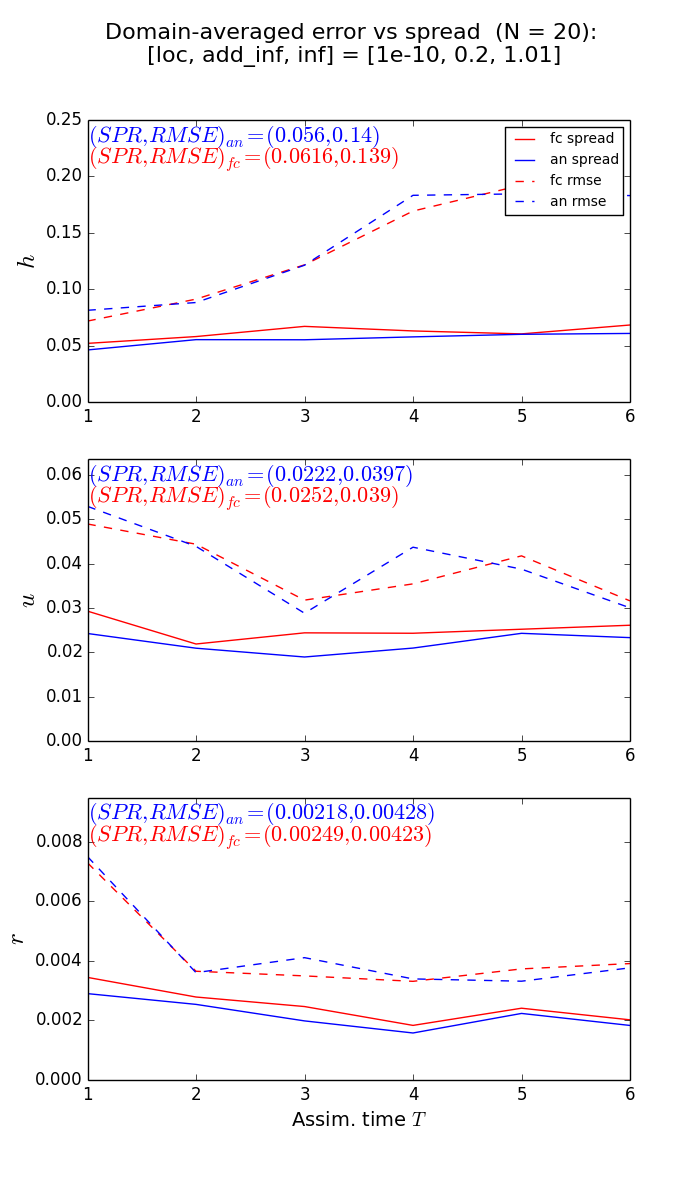 Domain-averaged error vs spread (N = 20):
[loc, add_inf, inf] = [1e-10, 0.2, 1.01]
0.25
0.20
0.15
0.10
0.05
0.00
h
(SPR,RMSE)an=(0.056,0.14)
(SPR,RMSE)fc=(0.0616,0.139)
fc spread
an spread
fc rmse
an rmse
1 2 3 4 5 6
0.06
0.05
0.04
0.03
0.02
0.01
0.00
u
(SPR,RMSE)an=(0.0222,0.0397)
(SPR,RMSE)fc=(0.0252,0.039)
1 2 3 4 5 6
0.008
0.006
0.004
0.002
0.000
r
(SPR,RMSE)an=(0.00218,0.00428)
(SPR,RMSE)fc=(0.00249,0.00423)
1 2 3 4 5 6
Assim. time T